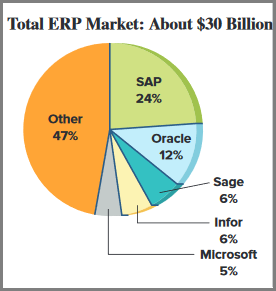 Total ERP Market: About $30 Billion
SAP
24%
Other
47%
Oracle
12%
Sage
6%
Infor
6%
Microsoft
5%